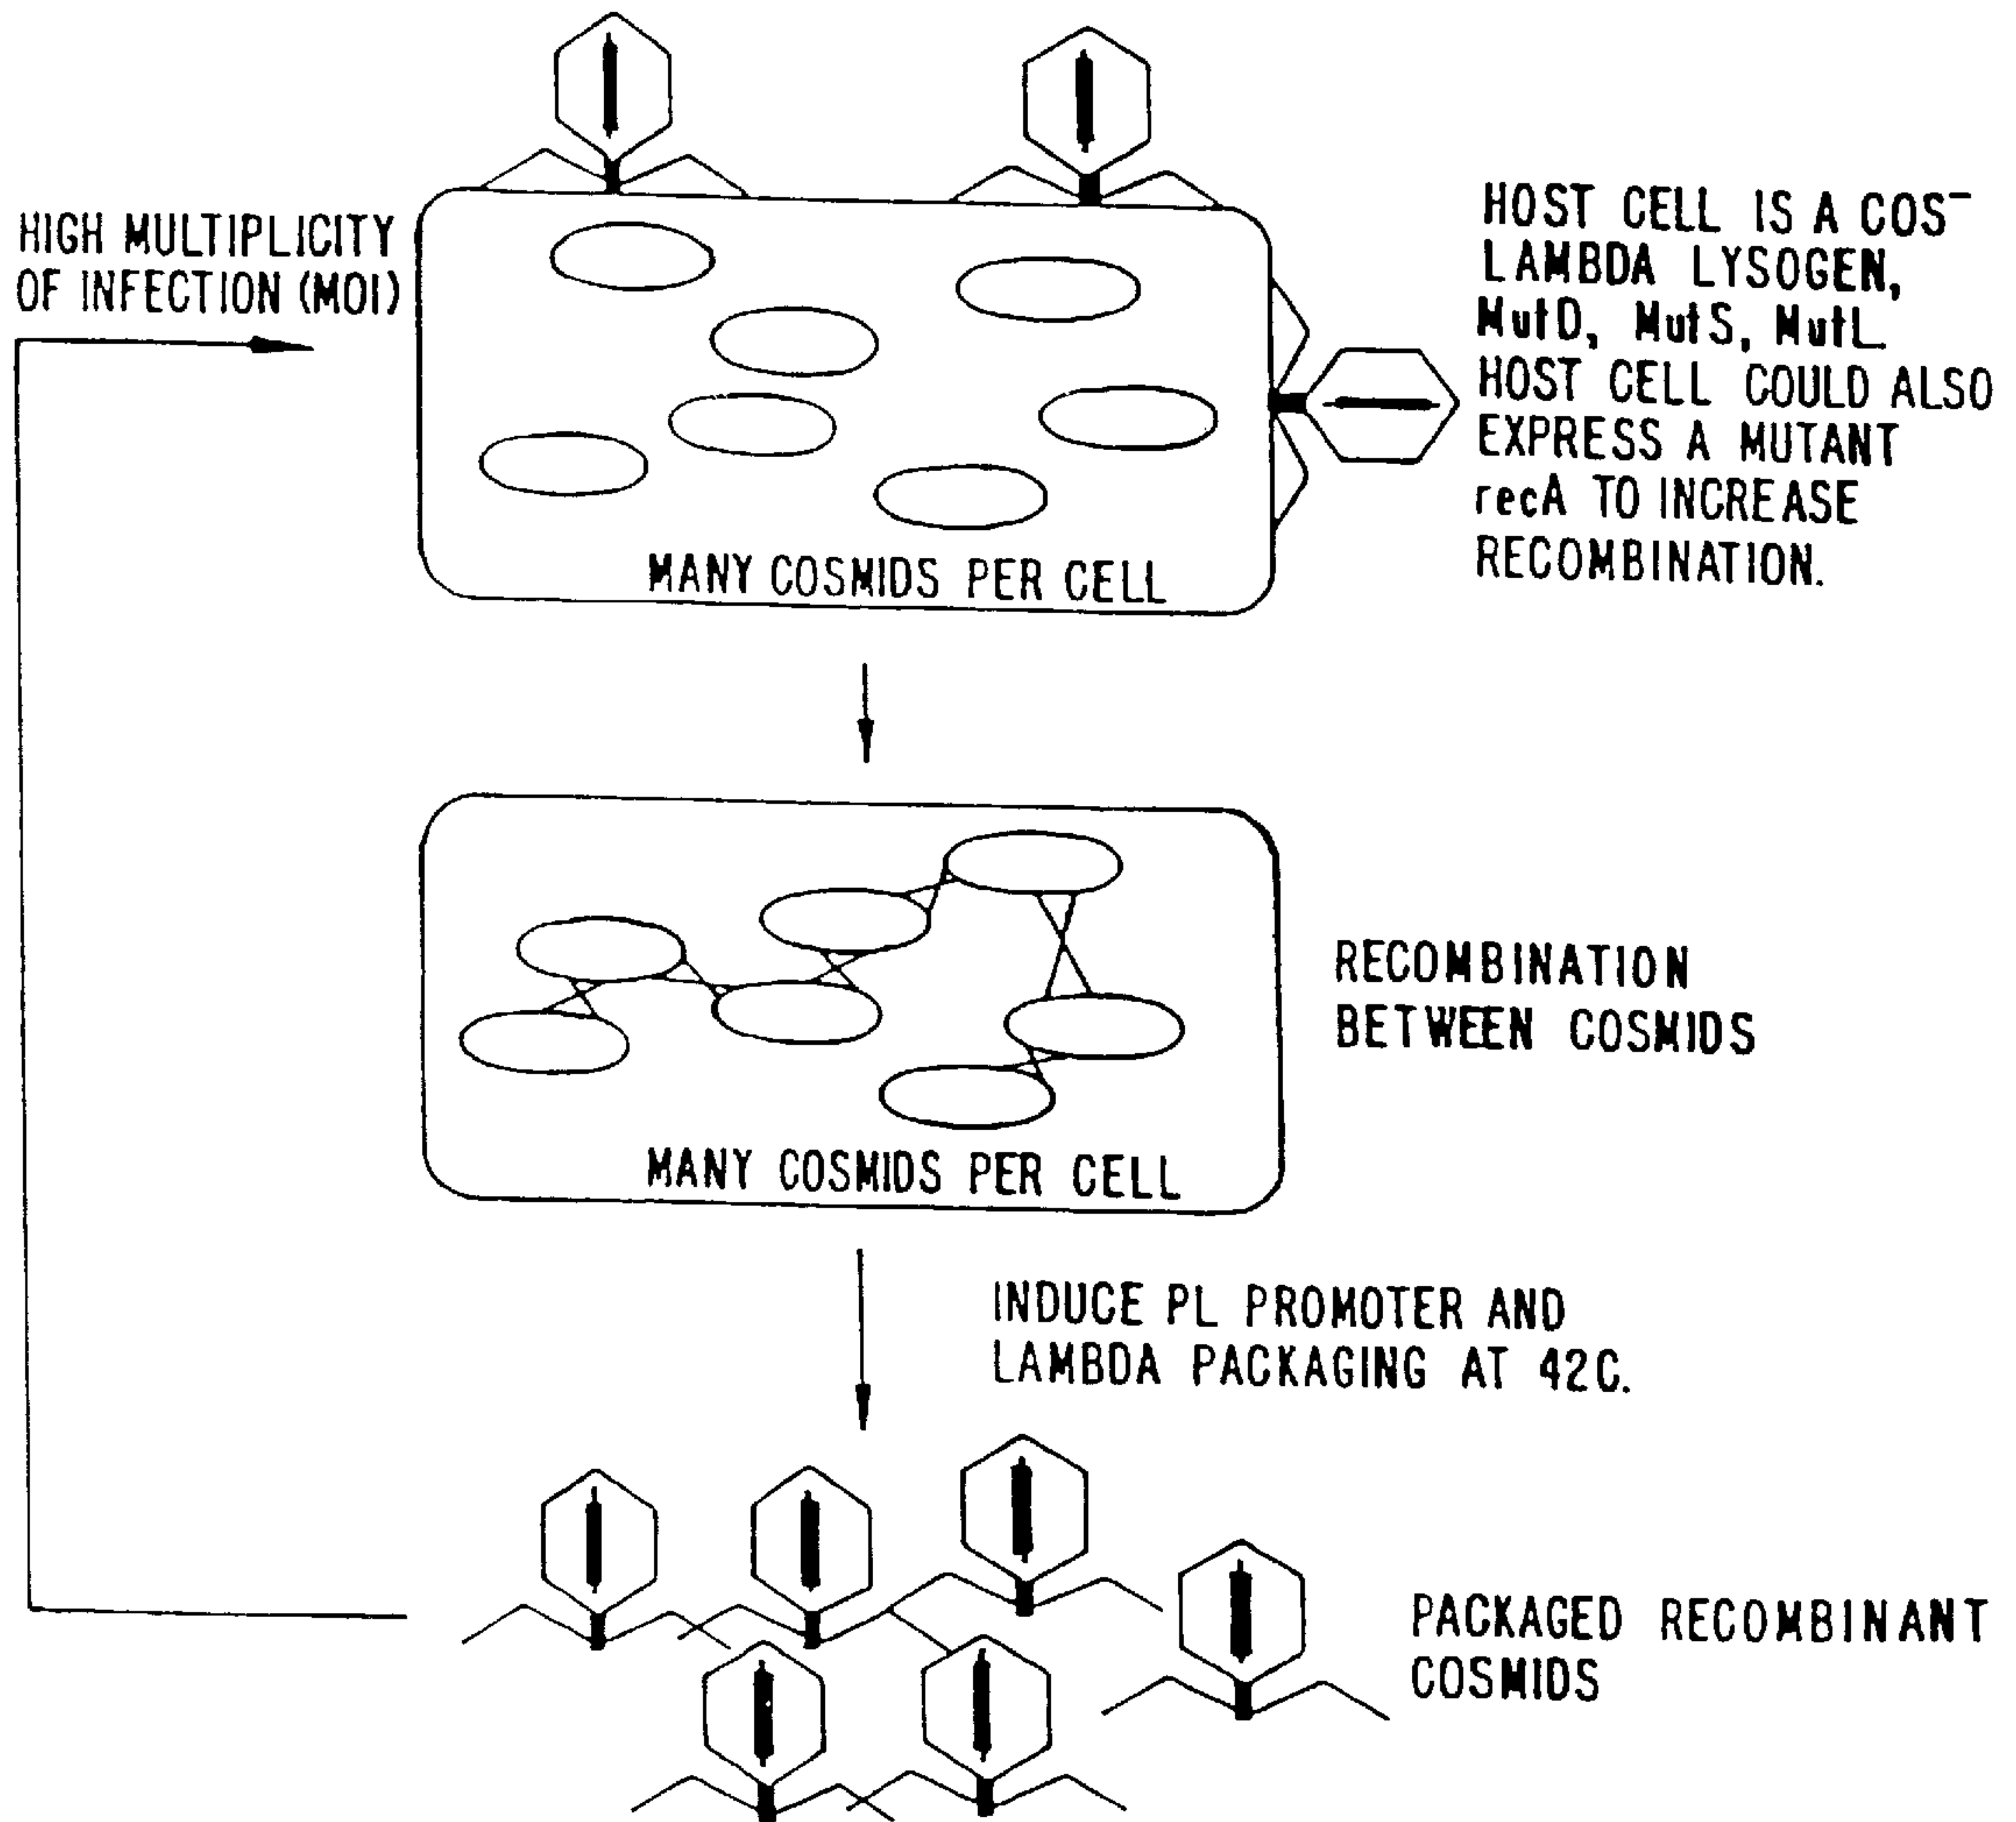 HIGH MULTIPLICITY
OF INFECTION (MOI)
HOST CELL IS A COS⁻
LAMBDA LYSOGEN,
MutD, MutS, MutL
HOST CELL COULD ALSO
EXPRESS A MUTANT
recA TO INCREASE
RECOMBINATION.
MANY COSMIDS PER CELL
RECOMBINATION
BETWEEN COSMIDS
MANY COSMIDS PER CELL
INDUCE PL PROMOTER AND
LAMBDA PACKAGING AT 42C.
PACKAGED RECOMBINANT
COSMIDS